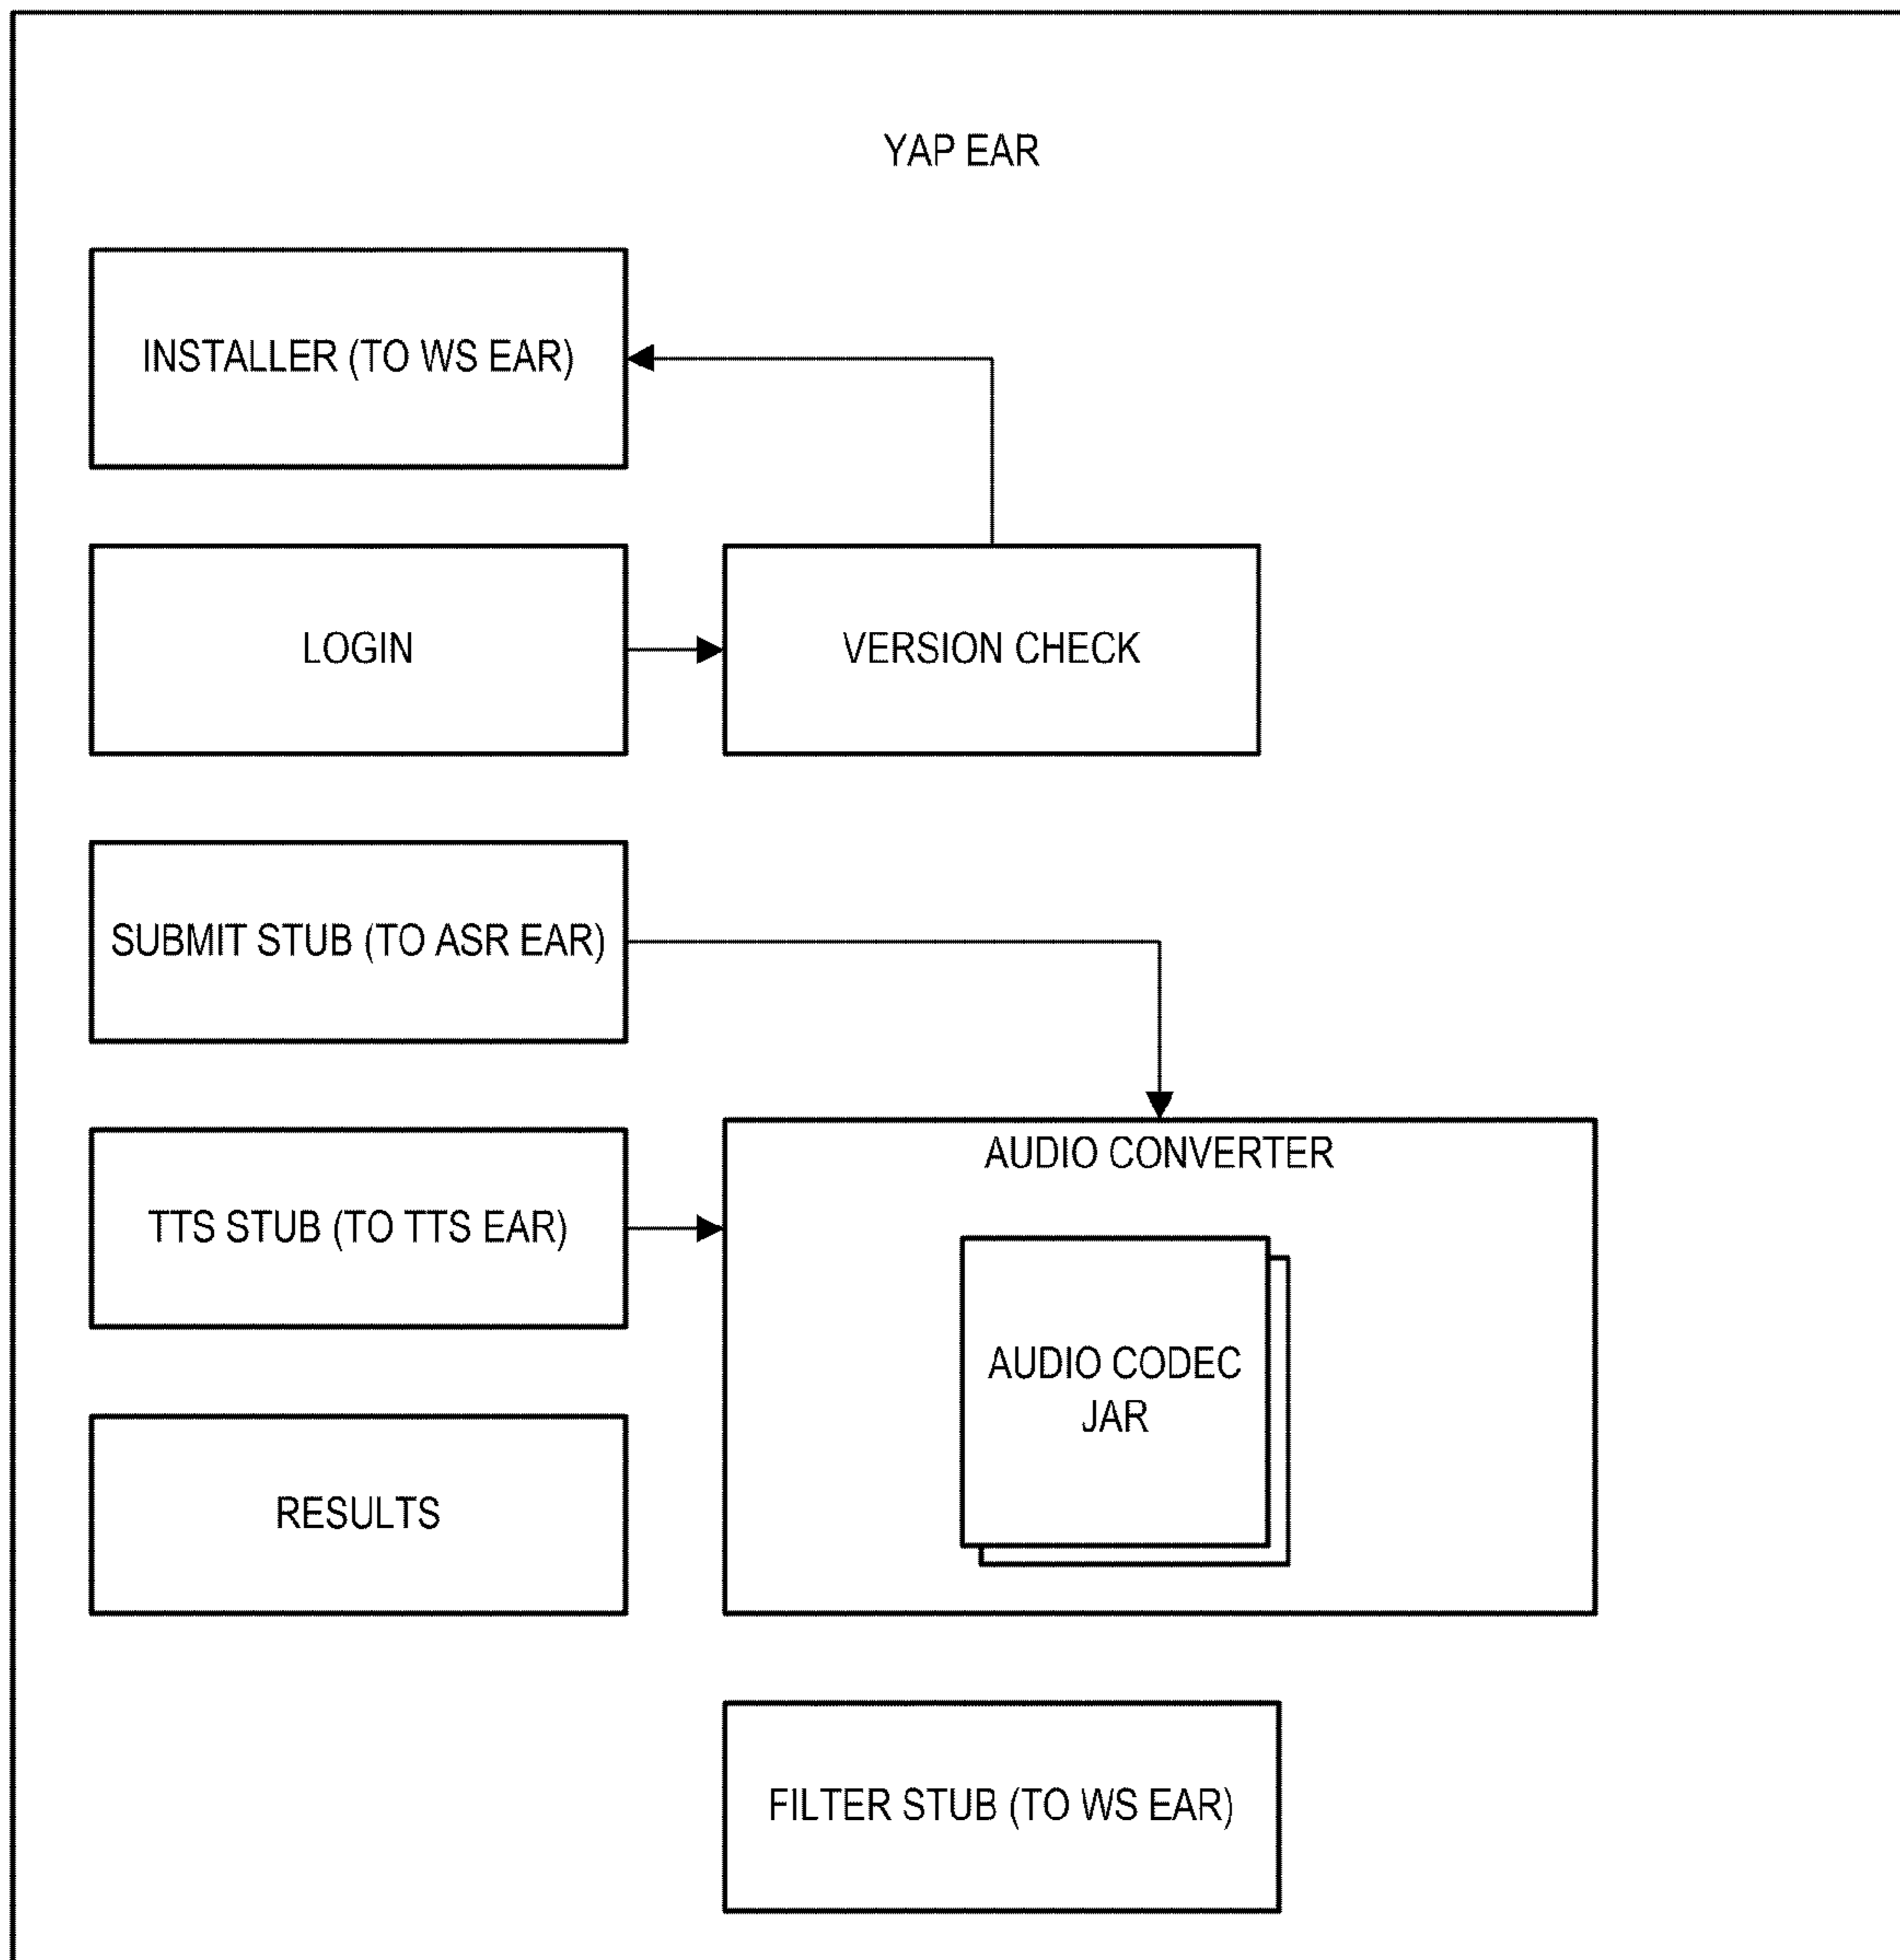 YAP EAR
INSTALLER (TO WS EAR)
LOGIN
VERSION CHECK
SUBMIT STUB (TO ASR EAR)
TTS STUB (TO TTS EAR)
AUDIO CONVERTER
AUDIO CODEC
JAR
RESULTS
FILTER STUB (TO WS EAR)